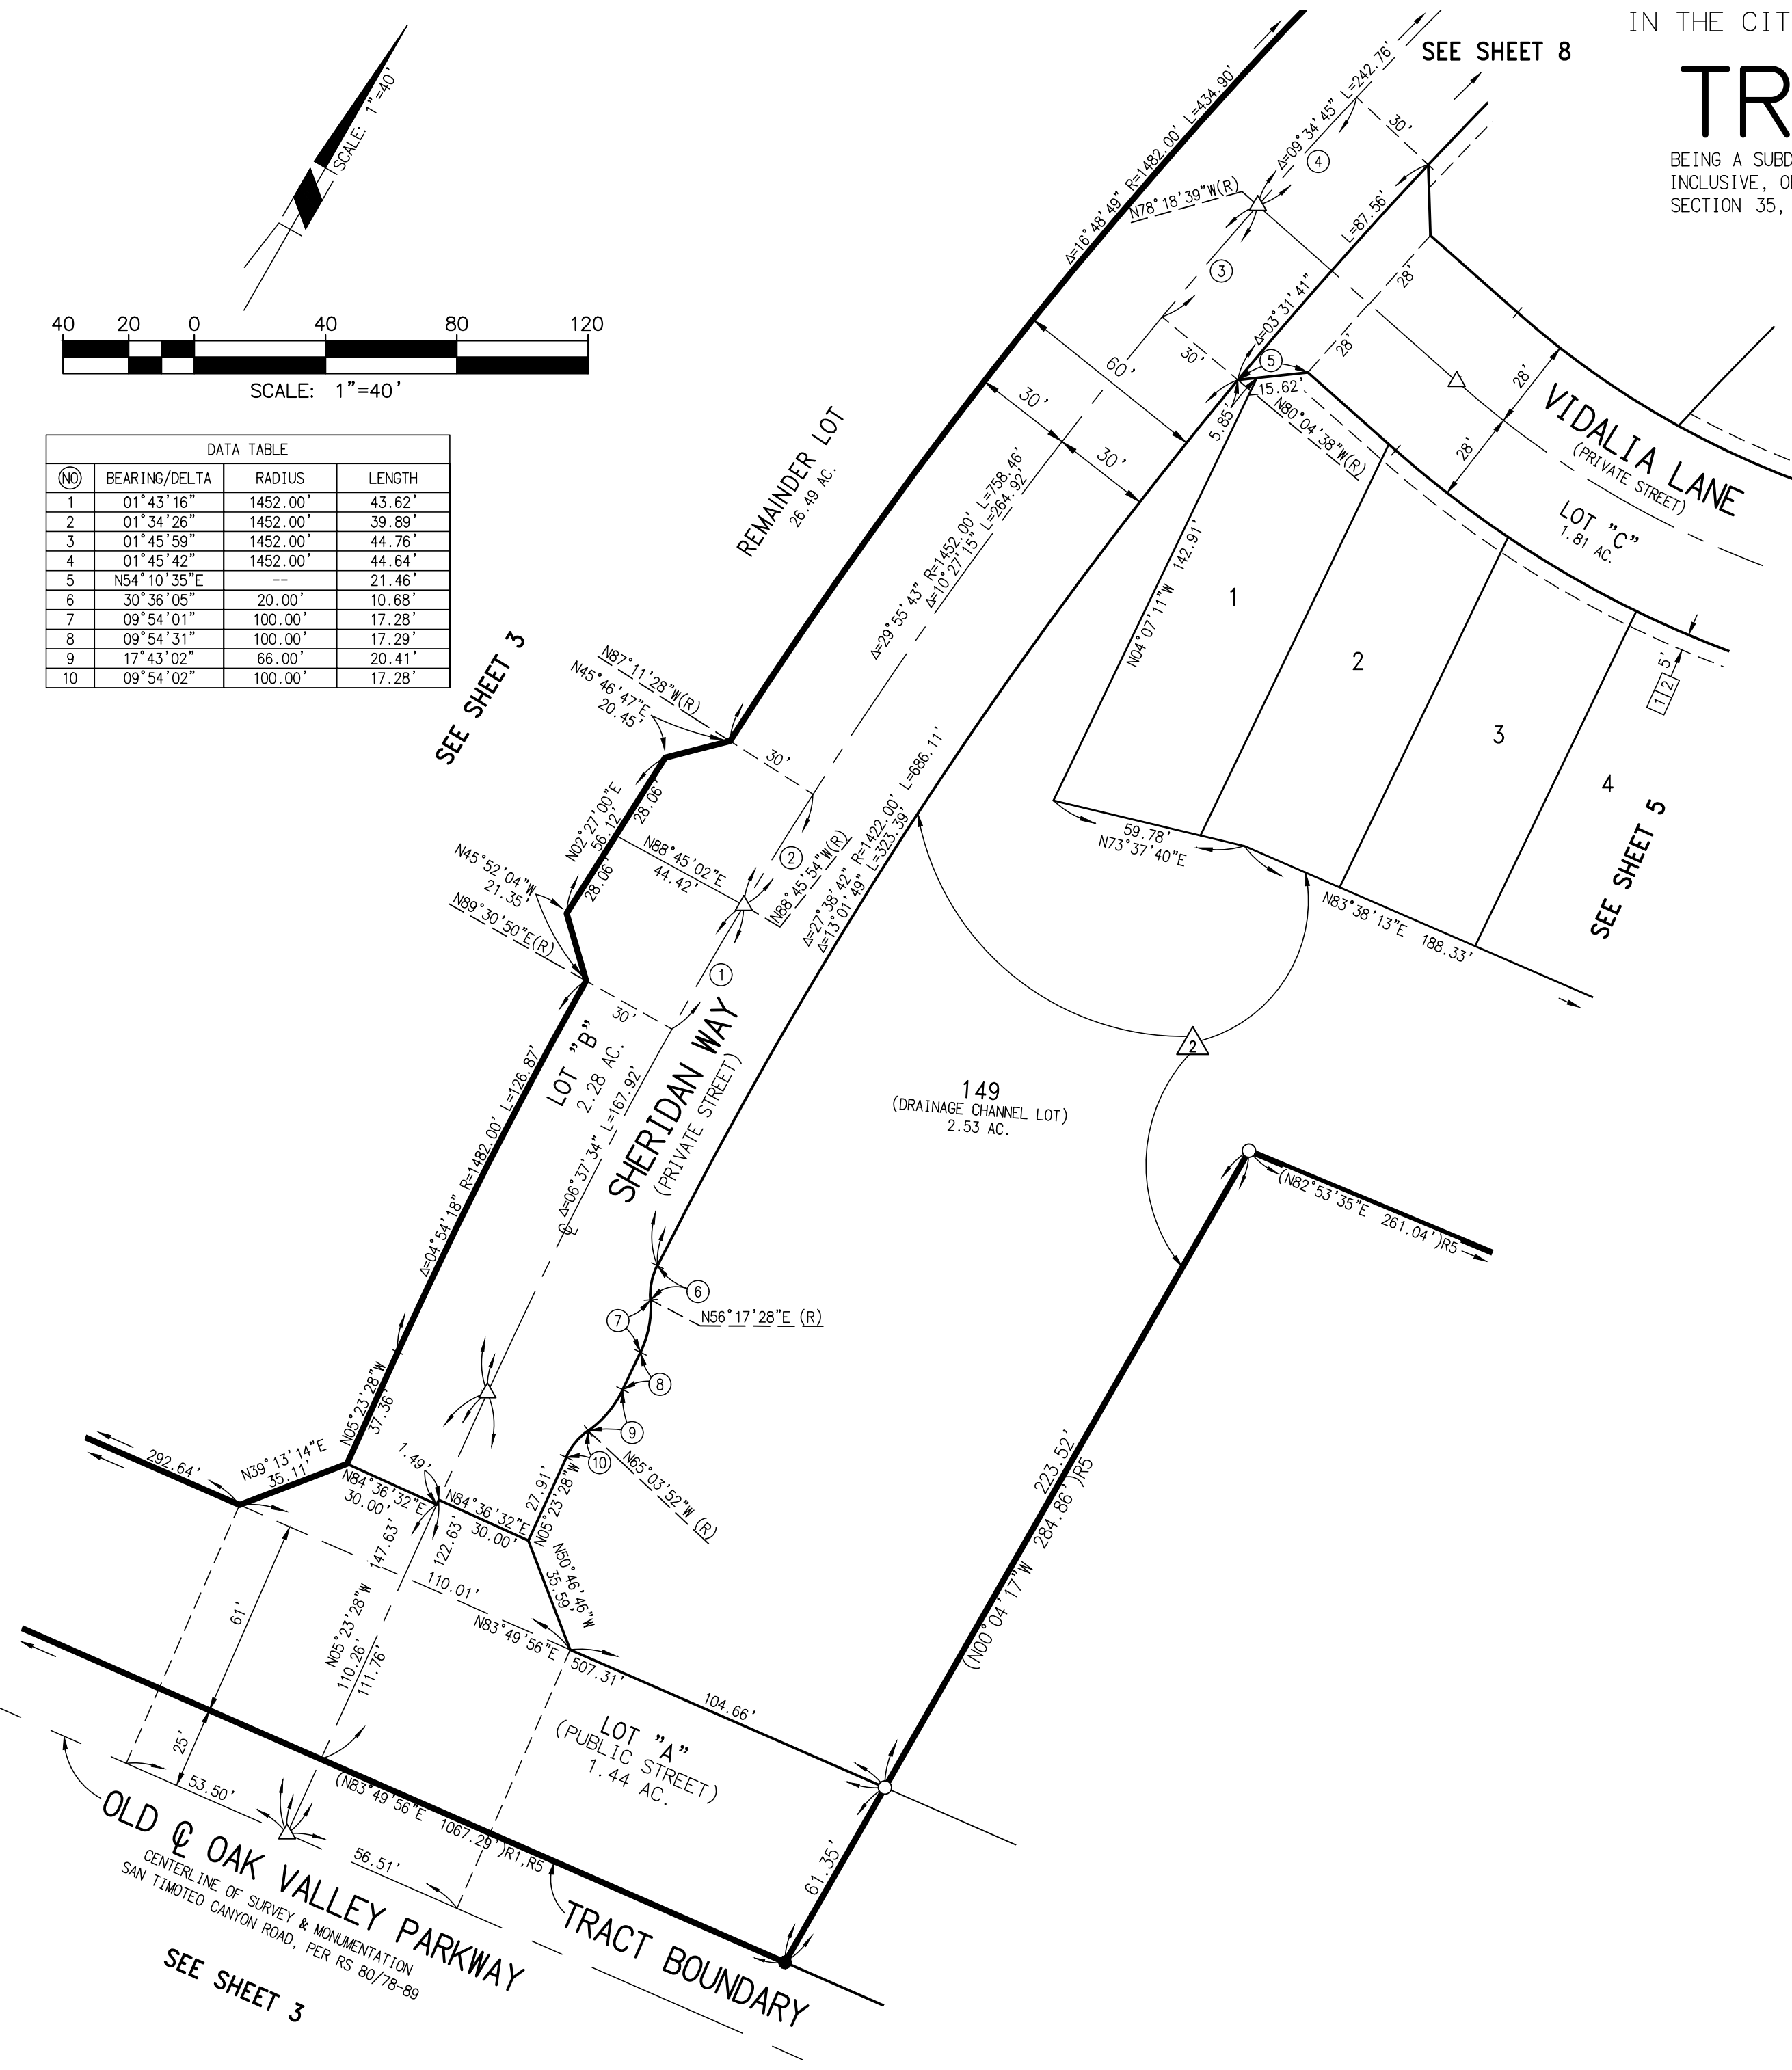 IN THE CIT
SEE SHEET 8
TR
BEING A SUBD
INCLUSIVE, O
SECTION 35,
SCALE: 1"=40'
40 20 0 40 80 120
SCALE: 1"=40'
DATA TABLE
NO BEARING/DELTA RADIUS LENGTH
1 01°43'16" 1452.00' 43.62'
2 01°34'26" 1452.00' 39.89'
3 01°45'59" 1452.00' 44.76'
4 01°45'42" 1452.00' 44.64'
5 N54°10'35"E -- 21.46'
6 30°36'05" 20.00' 10.68'
7 09°54'01" 100.00' 17.28'
8 09°54'31" 100.00' 17.29'
9 17°43'02" 66.00' 20.41'
10 09°54'02" 100.00' 17.28'
Δ=16°48'49" R=1482.00' L=434.90'
Δ=09°34'45" L=242.76'
30'
4
N78°18'39"W(R)
L=87.56'
3
28'
Δ=03°31'41"
28'
30'
5
15.62'
5.85'
N80°04'38"W(R)
60'
30'
30'
28'
28'
VIDALIA LANE
(PRIVATE STREET)
LOT "C"
1.81 AC.
REMAINDER LOT
26.49 AC.
Δ=29°55'43" R=1452.00' L=758.46'
Δ=10°27'15" L=264.92'
N04°07'11"W 142.91'
1
2
3
4
5'
1 2
SEE SHEET 3
SEE SHEET 5
N87°11'28"W(R)
N45°46'47"E
20.45'
30'
N02°27'00"E
56.12'
28.06'
28.06'
N88°45'02"E
44.42'
2
N88°45'54"W(R)
N45°52'04"W
21.35'
N89°30'50"E(R)
1
30'
Δ=27°38'42" R=1422.00' L=686.11'
Δ=13°01'49" L=323.39'
59.78'
N73°37'40"E
N83°38'13"E 188.33'
2
LOT "B"
2.28 AC.
SHERIDAN WAY
(PRIVATE STREET)
Δ=06°37'34" L=167.92'
℄
Δ=04°54'18" R=1482.00' L=126.87'
149
(DRAINAGE CHANNEL LOT)
2.53 AC.
(N82°53'35"E 261.04')R5
6
N56°17'28"E (R)
7
8
9
10
N65°03'52"W (R)
N05°23'28"W
37.36'
1.49'
292.64'
N39°13'14"E
35.11'
N84°36'32"E
30.00'
N84°36'32"E
30.00'
27.91'
N05°23'28"W
N50°46'46"W
35.59'
147.63'
122.63'
110.01'
N83°49'56"E
507.31'
104.66'
223.52'
(N00°04'17"W 284.86')R5
61'
25'
N05°23'28"W
110.26'
111.76'
LOT "A"
(PUBLIC STREET)
1.44 AC.
53.50'
56.51'
(N83°49'56"E 1067.29')R1,R5
61.35'
OLD ℄ OAK VALLEY PARKWAY
CENTERLINE OF SURVEY & MONUMENTATION
SAN TIMOTEO CANYON ROAD, PER RS 80/78-89
TRACT BOUNDARY
SEE SHEET 3